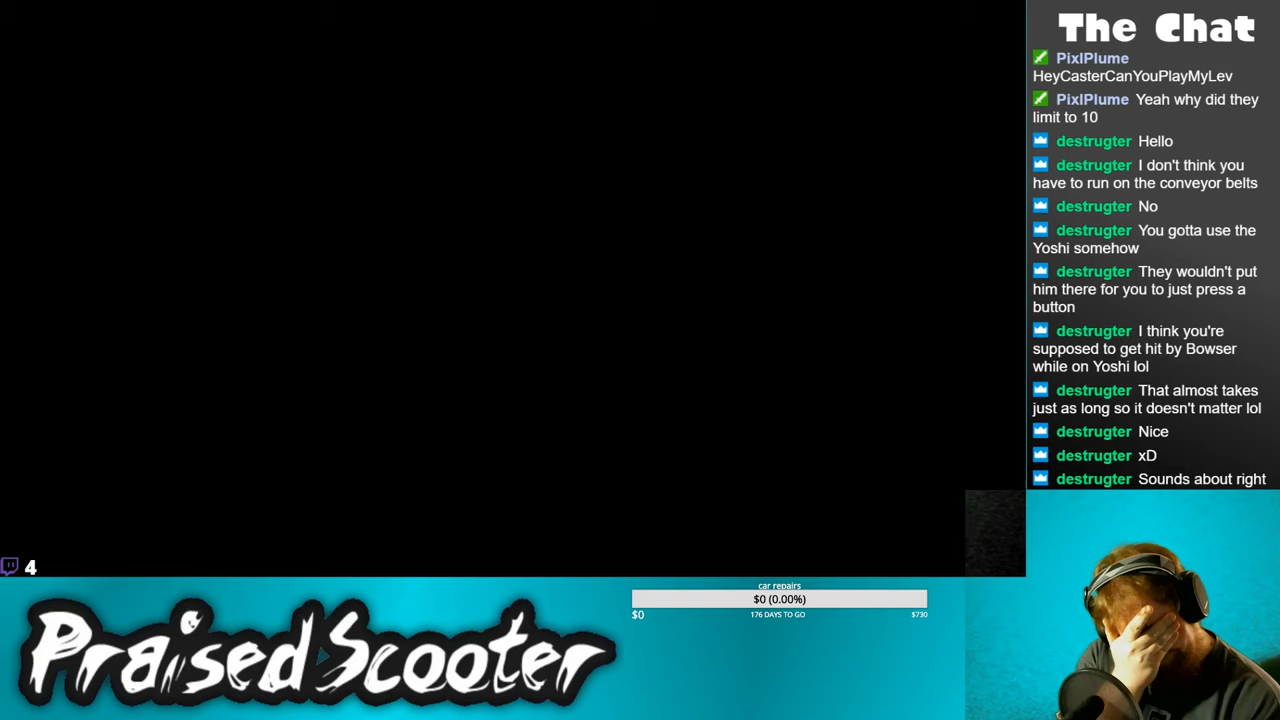 The Chat
PixlPlume
HeyCasterCanYouPlayMyLev
PixlPlume Yeah why did they
limit to 10
destrugter Hello
destrugter I don't think you
have to run on the conveyor belts
destrugter No
destrugter You gotta use the
Yoshi somehow
destrugter They wouldn't put
him there for you to just press a
button
destrugter I think you're
supposed to get hit by Bowser
while on Yoshi lol
destrugter That almost takes
just as long so it doesn't matter lol
destrugter Nice
destrugter xD
destrugter Sounds about right
4
car repairs
$0 (0.00%)
$0 176 DAYS TO GO $730
PraisedScooter